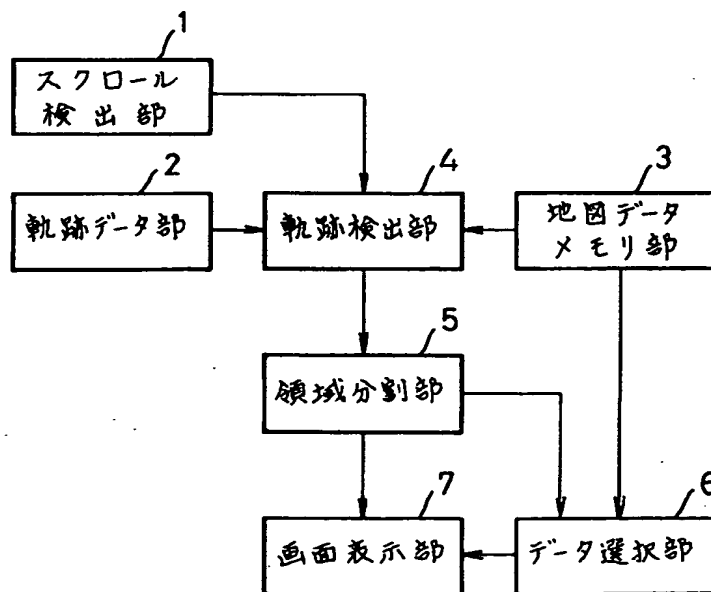 1
スクロール
検出部
2
4
3
軌跡データ部
軌跡検出部
地図データ
メモリ部
5
領域分割部
7
6
画面表示部
データ選択部